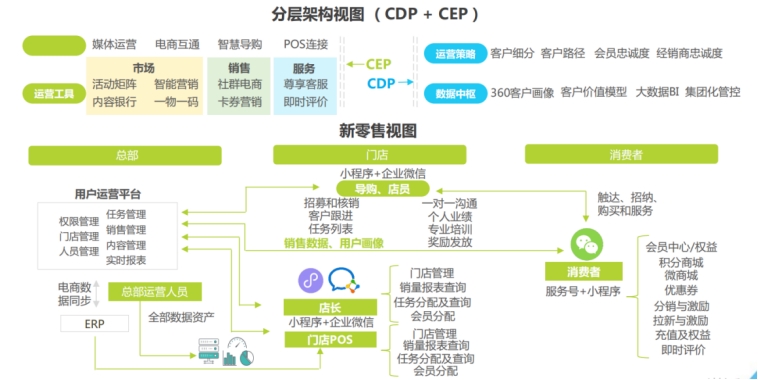 分层架构视图（CDP + CEP）
媒体运营 电商互通 智慧导购 POS连接
市场 销售 服务
运营工具
活动矩阵 智能营销 社群电商 尊享客服
内容银行 一物一码 卡券营销 即时评价
CEP
CDP
运营策略 客户细分 客户路径 会员忠诚度 经销商忠诚度
数据中枢 360客户画像 客户价值模型 大数据BI 集团化管控
新零售视图
总部 门店 消费者
用户运营平台
权限管理
门店管理
人员管理
任务管理
销售管理
内容管理
实时报表
电商数
据同步
总部运营人员
ERP
全部数据资产
小程序+企业微信
导购、店员
招募和核销
客户跟进
任务列表
一对一沟通
个人业绩
专业培训
奖励发放
销售数据、用户画像
店长
小程序+企业微信
门店POS
门店管理
销量报表查询
任务分配及查询
会员分配
门店管理
销量报表查询
任务分配及查询
会员分配
触达、招纳、
购买和服务
消费者
服务号+小程序
会员中心/权益
积分商城
微商城
优惠券
分销与激励
拉新与激励
充值及权益
即时评价